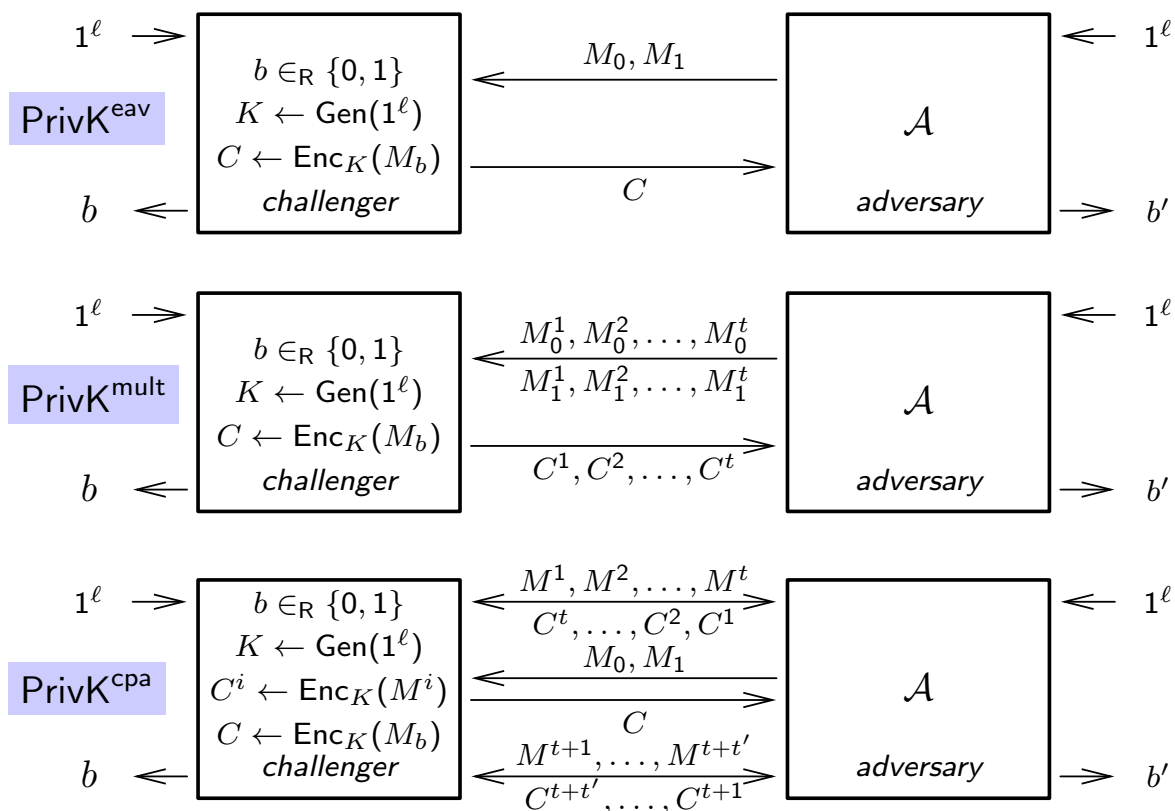 1^ℓ
M_0, M_1
1^ℓ
b ∈_R {0, 1}
K ← Gen(1^ℓ)
PrivK^eav
𝒜
C ← Enc_K(M_b)
C
challenger
adversary
b
b′
1^ℓ
M_0^1, M_0^2, . . . , M_0^t
1^ℓ
b ∈_R {0, 1}
M_1^1, M_1^2, . . . , M_1^t
PrivK^mult
K ← Gen(1^ℓ)
𝒜
C ← Enc_K(M_b)
C^1, C^2, . . . , C^t
challenger
adversary
b
b′
1^ℓ
b ∈_R {0, 1}
M^1, M^2, . . . , M^t
1^ℓ
C^t, . . . , C^2, C^1
K ← Gen(1^ℓ)
M_0, M_1
PrivK^cpa
C^i ← Enc_K(M^i)
𝒜
C
C ← Enc_K(M_b)
M^{t+1}, . . . , M^{t+t′}
challenger
adversary
b
C^{t+t′}, . . . , C^{t+1}
b′